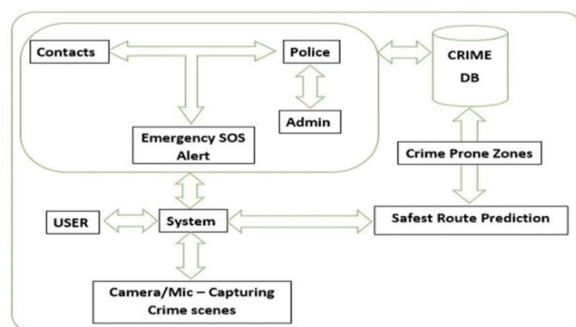 Contacts
Police
CRIME
DB
Admin
Emergency SOS
Alert
Crime Prone Zones
USER
System
Safest Route Prediction
Camera/Mic – Capturing
Crime scenes